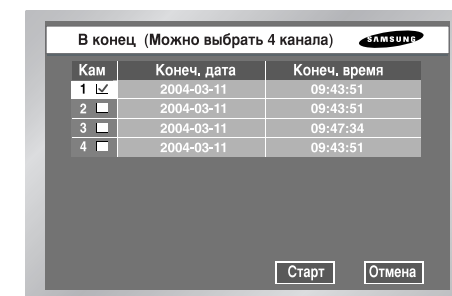 В конец (Можно выбрать 4 канала) SAMSUNG
Кам Конеч. дата Конеч. время
1 2004-03-11 09:43:51
2 2004-03-11 09:43:51
3 2004-03-11 09:47:34
4 2004-03-11 09:43:51
Старт Отмена